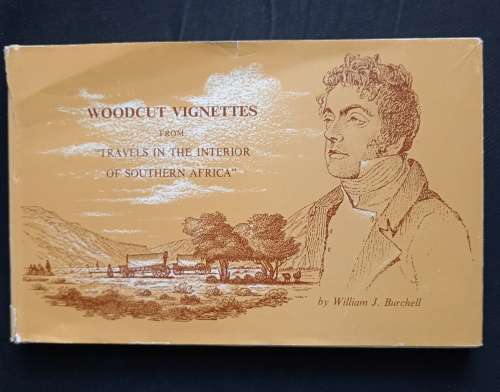 WOODCUT VIGNETTES
FROM
"TRAVELS IN THE INTERIOR
OF SOUTHERN AFRICA"
by William J. Burchell